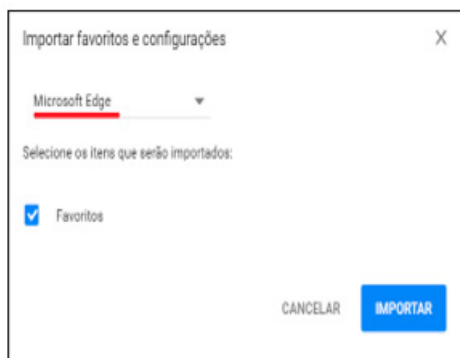 Importar favoritos e configurações
Microsoft Edge
Selecione os itens que serão importados:
Favoritos
CANCELAR
IMPORTAR